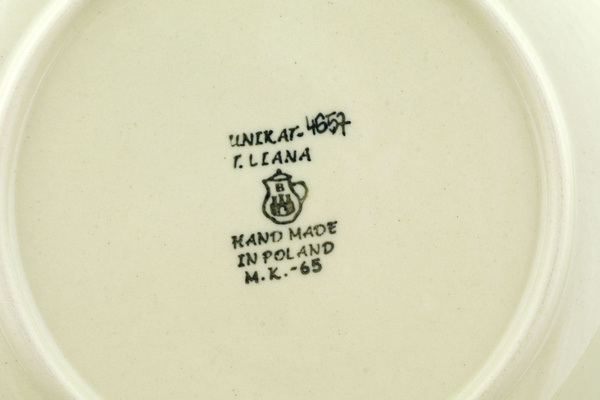 UNIKAT-4657
T. LIANA
B
HAND MADE
IN POLAND
M.K.-65